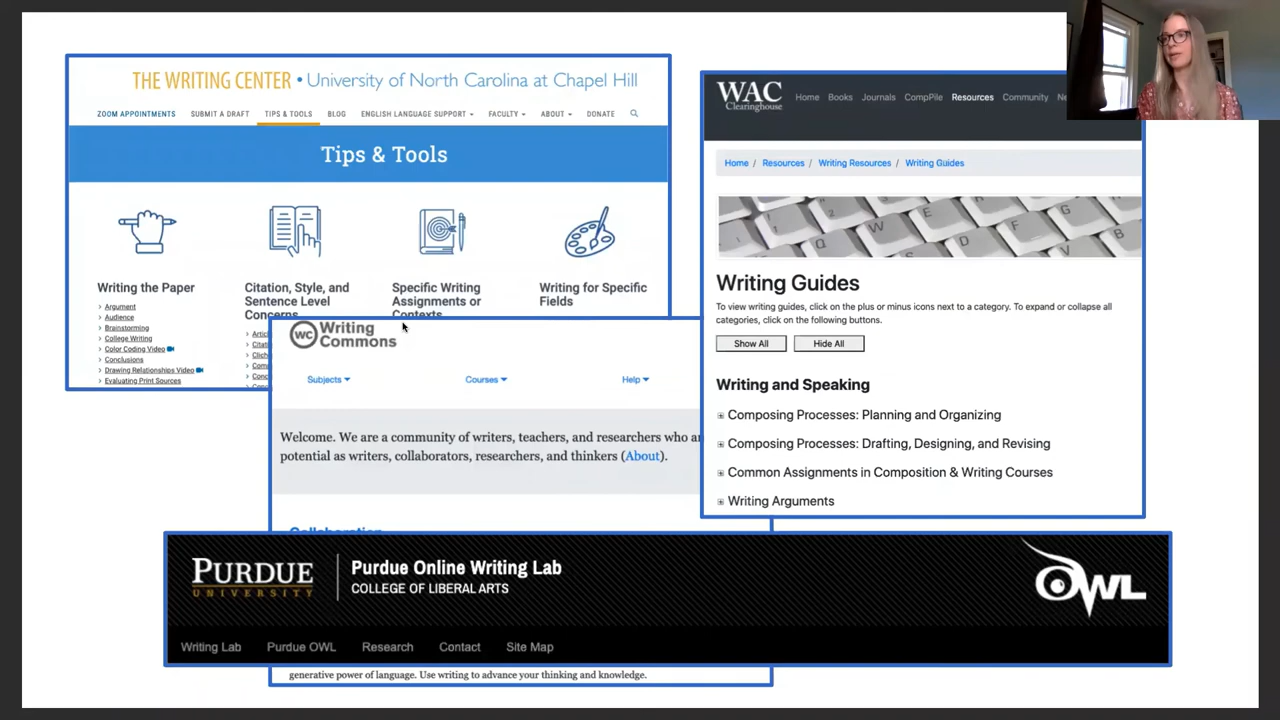 THE WRITING CENTER • University of North Carolina at Chapel Hill
ZOOM APPOINTMENTS SUBMIT A DRAFT TIPS & TOOLS BLOG ENGLISH LANGUAGE SUPPORT FACULTY ABOUT DONATE
Tips & Tools
Writing the Paper
Argument
Audience
Brainstorming
College Writing
Color Coding Video
Conclusions
Drawing Relationships Video
Evaluating Print Sources
Citation, Style, and
Sentence Level
Concerns
Specific Writing
Assignments or
Contexts
Writing for Specific
Fields
WAC
Clearinghouse
Home Books Journals CompPile Resources Community
Home / Resources / Writing Resources / Writing Guides
Q W E D F G V
Writing Guides
To view writing guides, click on the plus or minus icons next to a category. To expand or collapse all
categories, click on the following buttons.
Show All Hide All
Writing and Speaking
Composing Processes: Planning and Organizing
Composing Processes: Drafting, Designing, and Revising
Common Assignments in Composition & Writing Courses
Writing Arguments
WC Writing
Commons
Subjects Courses Help
Welcome. We are a community of writers, teachers, and researchers who
potential as writers, collaborators, researchers, and thinkers (About).
Collaboration
PURDUE
UNIVERSITY
Purdue Online Writing Lab
COLLEGE OF LIBERAL ARTS
OWL
Writing Lab Purdue OWL Research Contact Site Map
generative power of language. Use writing to advance your thinking and knowledge.